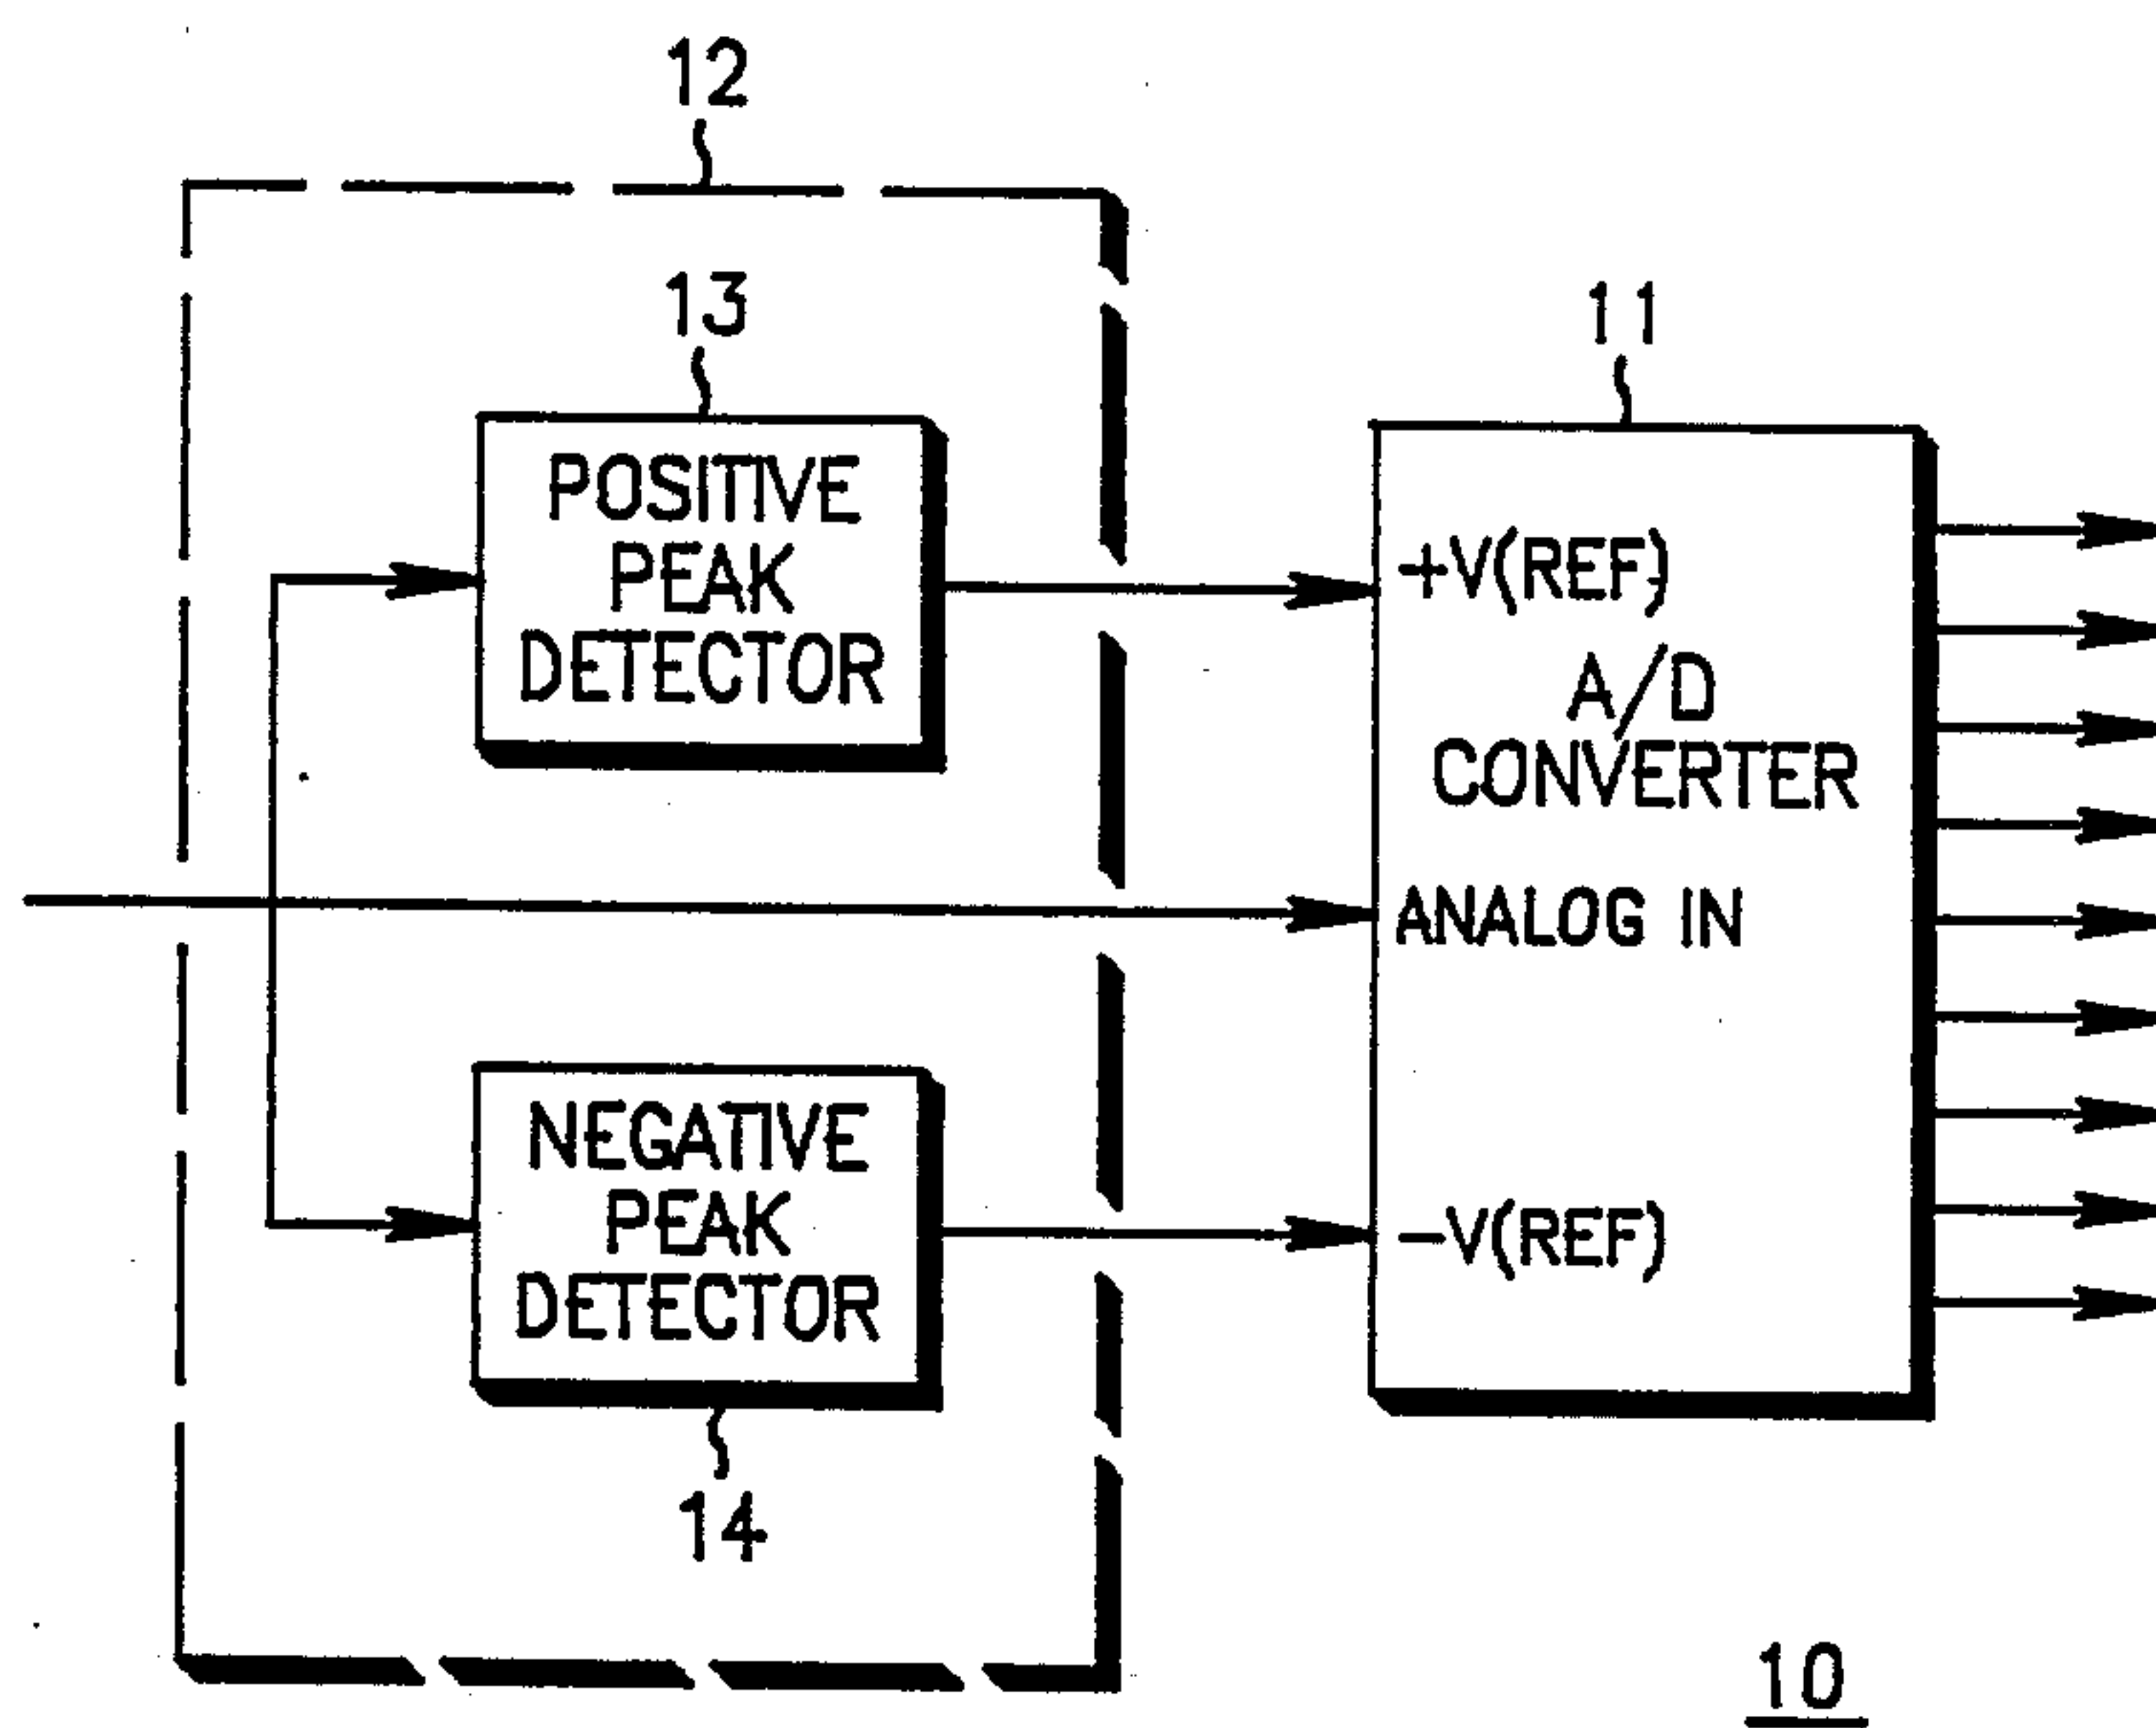 12
13
POSITIVE
PEAK
DETECTOR
11
+V(REF)
A/D
CONVERTER
ANALOG IN
-V(REF)
NEGATIVE
PEAK
DETECTOR
14
10